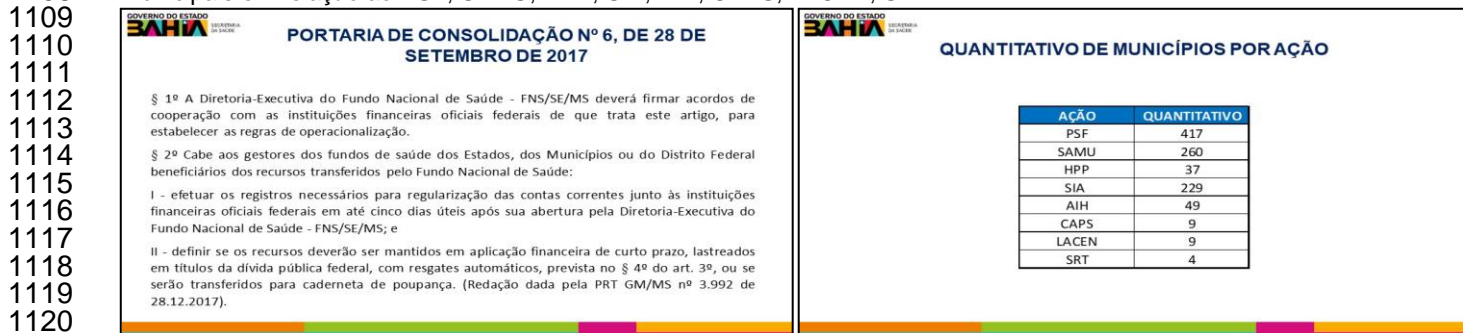 1109
1110
1111
1112
1113
1114
1115
1116
1117
1118
1119
1120
GOVERNO DO ESTADO
BAHIA
SECRETARIA
DA SAÚDE
PORTARIA DE CONSOLIDAÇÃO Nº 6, DE 28 DE
SETEMBRO DE 2017
§ 1º A Diretoria-Executiva do Fundo Nacional de Saúde - FNS/SE/MS deverá firmar acordos de
cooperação com as instituições financeiras oficiais federais de que trata este artigo, para
estabelecer as regras de operacionalização.
§ 2º Cabe aos gestores dos fundos de saúde dos Estados, dos Municípios ou do Distrito Federal
beneficiários dos recursos transferidos pelo Fundo Nacional de Saúde:
I - efetuar os registros necessários para regularização das contas correntes junto às instituições
financeiras oficiais federais em até cinco dias úteis após sua abertura pela Diretoria-Executiva do
Fundo Nacional de Saúde - FNS/SE/MS; e
II - definir se os recursos deverão ser mantidos em aplicação financeira de curto prazo, lastreados
em títulos da dívida pública federal, com resgates automáticos, prevista no § 4º do art. 3º, ou se
serão transferidos para caderneta de poupança. (Redação dada pela PRT GM/MS nº 3.992 de
28.12.2017).
GOVERNO DO ESTADO
BAHIA
SECRETARIA
DA SAÚDE
QUANTITATIVO DE MUNICÍPIOS POR AÇÃO
AÇÃO QUANTITATIVO
PSF 417
SAMU 260
HPP 37
SIA 229
AIH 49
CAPS 9
LACEN 9
SRT 4